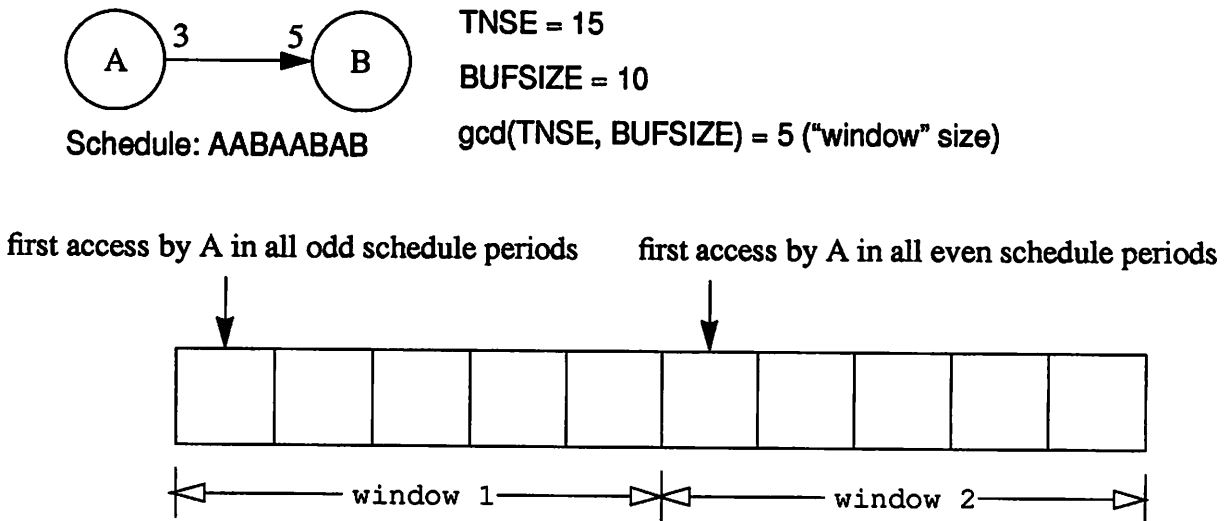 A
3
5
B
Schedule: AABAABAB
TNSE = 15
BUFSIZE = 10
gcd(TNSE, BUFSIZE) = 5 (“window” size)
first access by A in all odd schedule periods
first access by A in all even schedule periods
window 1
window 2